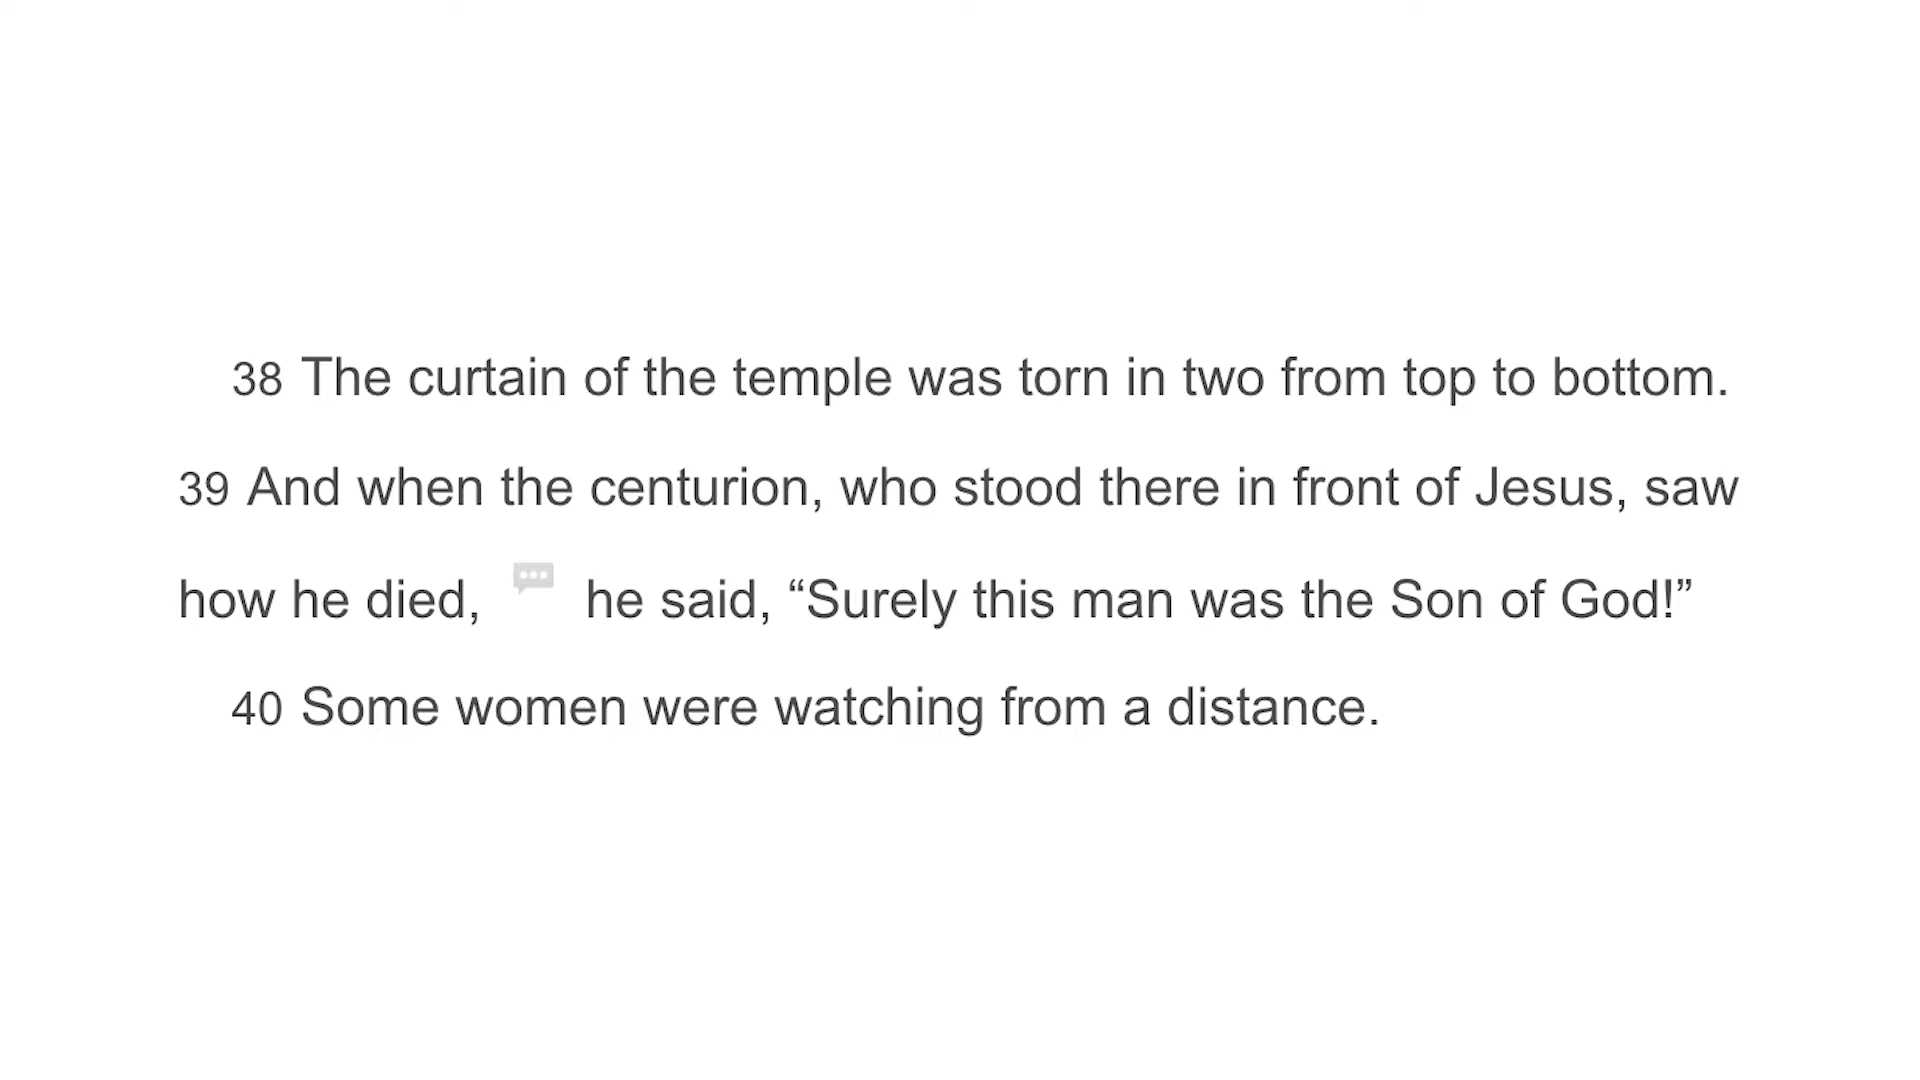 38 The curtain of the temple was torn in two from top to bottom.
39 And when the centurion, who stood there in front of Jesus, saw
how he died, he said, “Surely this man was the Son of God!”
40 Some women were watching from a distance.